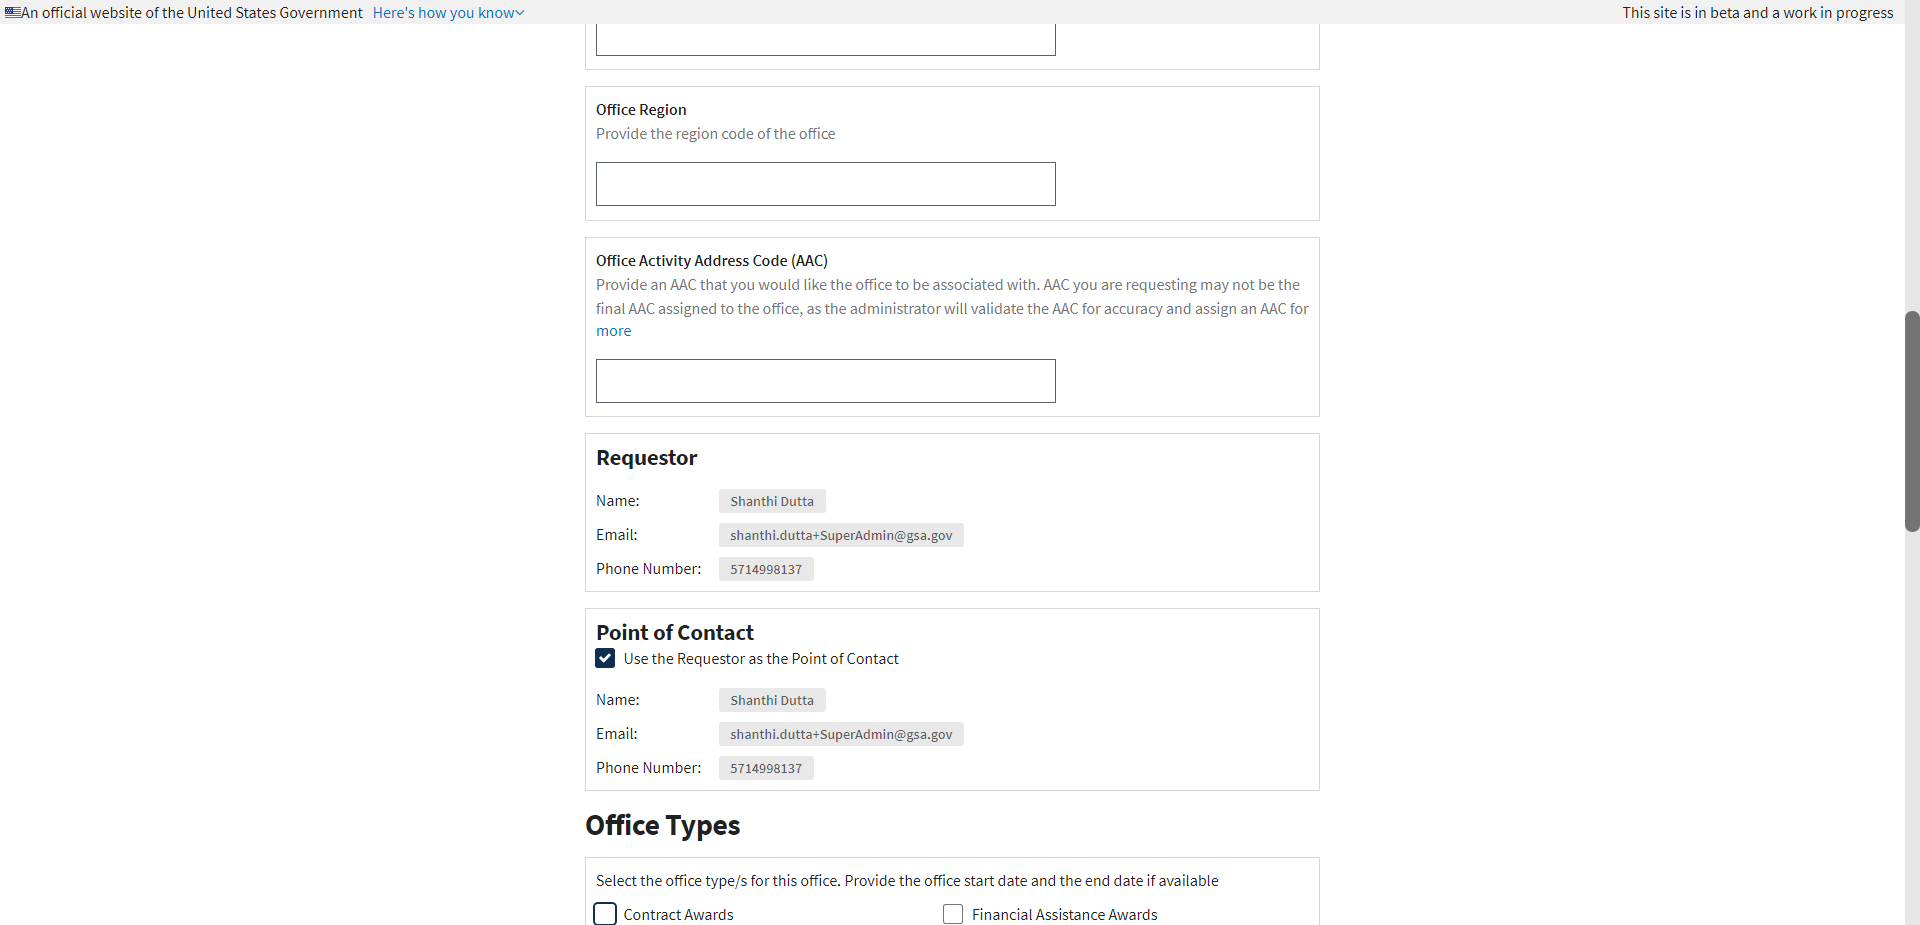 An official website of the United States Government Here's how you know
This site is in beta and a work in progress
Office Region
Provide the region code of the office
Office Activity Address Code (AAC)
Provide an AAC that you would like the office to be associated with. AAC you are requesting may not be the
final AAC assigned to the office, as the administrator will validate the AAC for accuracy and assign an AAC for
more
Requestor
Name: Shanthi Dutta
Email: shanthi.dutta+SuperAdmin@gsa.gov
Phone Number: 5714998137
Point of Contact
Use the Requestor as the Point of Contact
Name: Shanthi Dutta
Email: shanthi.dutta+SuperAdmin@gsa.gov
Phone Number: 5714998137
Office Types
Select the office type/s for this office. Provide the office start date and the end date if available
Contract Awards Financial Assistance Awards